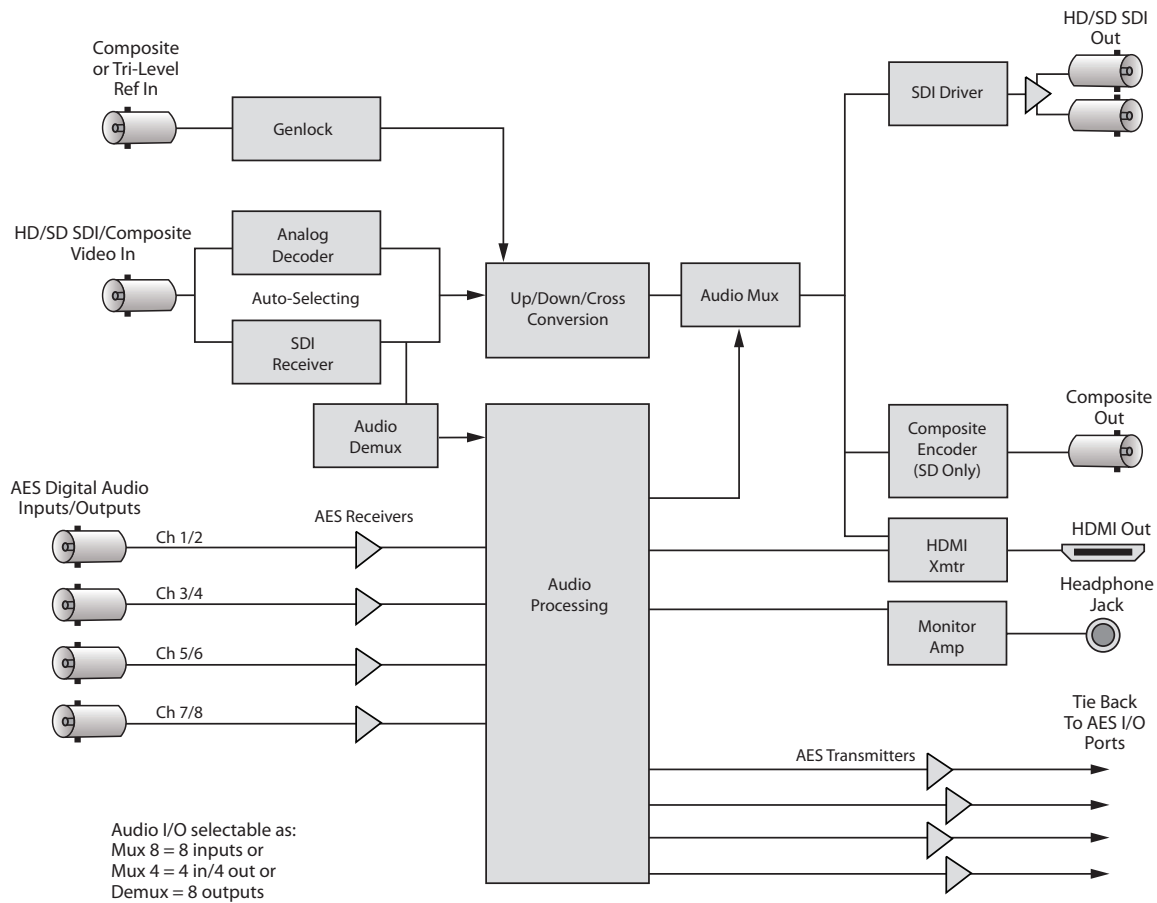 Composite
or Tri-Level
Ref In
Genlock
HD/SD SDI
Out
SDI Driver
HD/SD SDI/Composite
Video In
Analog
Decoder
Auto-Selecting
SDI
Receiver
Up/Down/Cross
Conversion
Audio Mux
Audio
Demux
Composite
Encoder
(SD Only)
Composite
Out
AES Digital Audio
Inputs/Outputs
AES Receivers
Ch 1/2
Ch 3/4
Ch 5/6
Ch 7/8
Audio
Processing
HDMI
Xmtr
HDMI Out
Headphone
Jack
Monitor
Amp
Tie Back
To AES I/O
Ports
AES Transmitters
Audio I/O selectable as:
Mux 8 = 8 inputs or
Mux 4 = 4 in/4 out or
Demux = 8 outputs